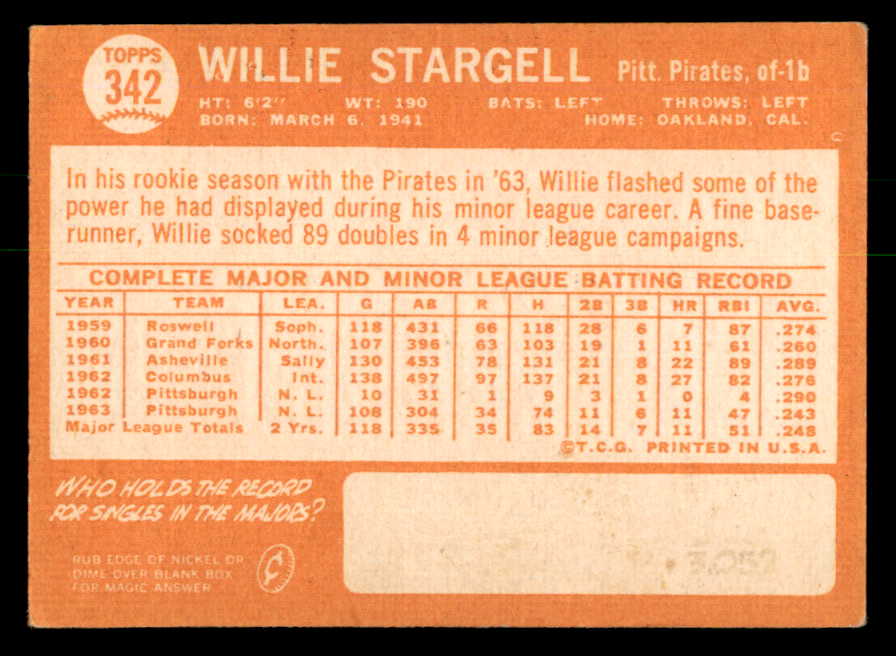 TOPPS
342
WILLIE STARGELL Pitt. Pirates, of-1b
HT: 6'2" WT: 190 BATS: LEFT THROWS: LEFT
BORN: MARCH 6, 1941 HOME: OAKLAND, CAL.
In his rookie season with the Pirates in '63, Willie flashed some of the
power he had displayed during his minor league career. A fine base-
runner, Willie socked 89 doubles in 4 minor league campaigns.
COMPLETE MAJOR AND MINOR LEAGUE BATTING RECORD
YEAR TEAM LEA. G AB R H 2B 3B HR RBI AVG.
1959 Roswell Soph. 118 431 66 118 28 6 7 87 .274
1960 Grand Forks North. 107 396 63 103 19 1 11 61 .260
1961 Asheville Sally 130 453 78 131 21 8 22 89 .289
1962 Columbus Int. 138 497 97 137 21 8 27 82 .276
1962 Pittsburgh N. L. 10 31 1 9 3 1 0 4 .290
1963 Pittsburgh N. L. 108 304 34 74 11 6 11 47 .243
Major League Totals 2 Yrs. 118 335 35 83 14 7 11 51 .248
©T.C.G. PRINTED IN U.S.A.
WHO HOLDS THE RECORD
FOR SINGLES IN THE MAJORS?
RUB EDGE OF NICKEL OR
DIME OVER BLANK BOX
FOR MAGIC ANSWER
3,052